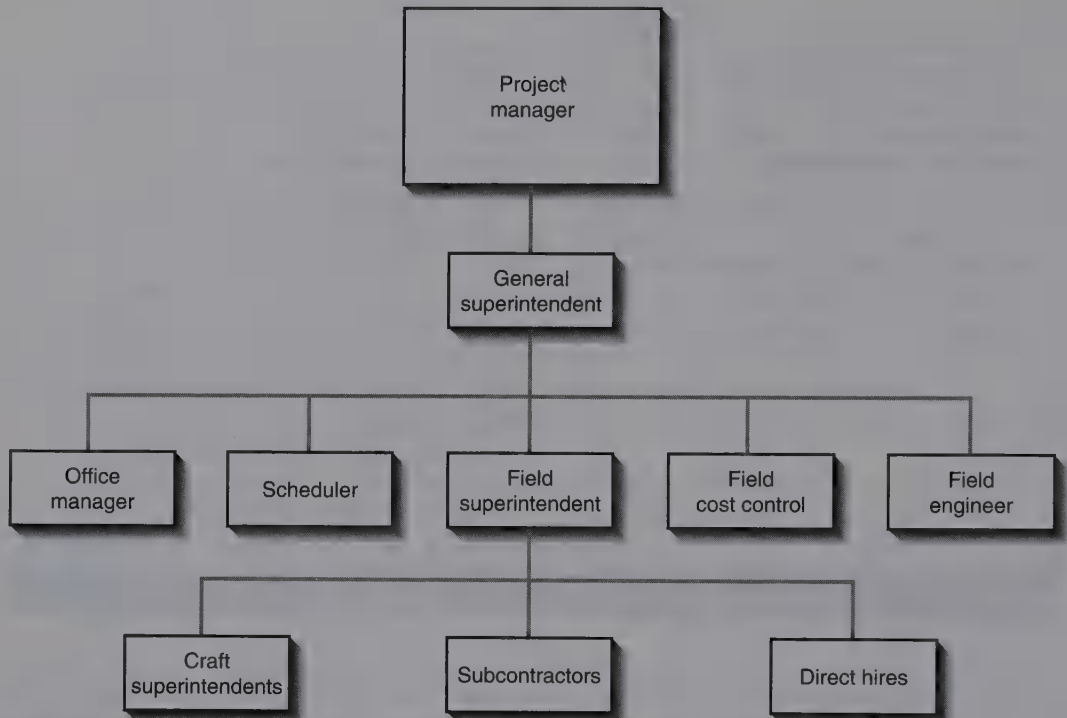 Project
manager
General
superintendent
Office
manager
Scheduler
Field
superintendent
Field
cost control
Field
engineer
Craft
superintendents
Subcontractors
Direct hires